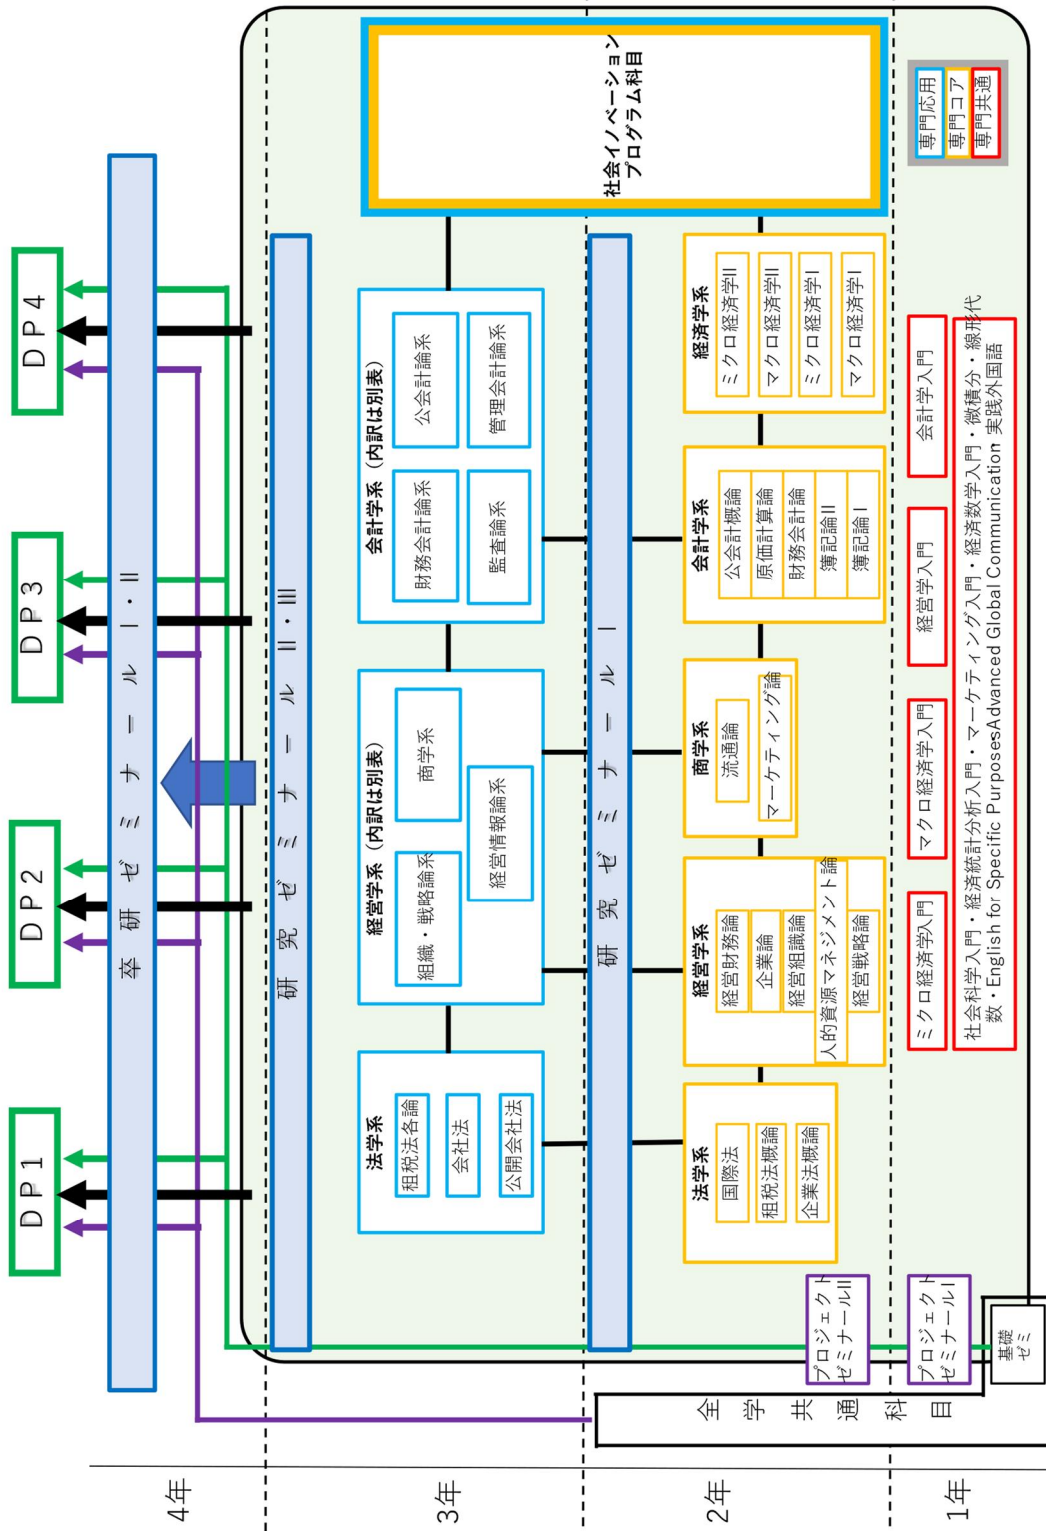 DP1
DP2
DP3
DP4
4年
卒研ゼミナールⅠ・Ⅱ
3年
研究ゼミナールⅡ・Ⅲ
法学系
租税法各論
会社法
公開会社法
経営学系（内訳は別表）
組織・戦略論系
商学系
経営情報論系
会計学系（内訳は別表）
財務会計論系
公会計論系
監査論系
管理会計論系
社会イノベーション
プログラム科目
2年
研究ゼミナールⅠ
法学系
国際法
租税法概論
企業法概論
経営学系
経営財務論
企業論
経営組織論
人的資源マネジメント論
経営戦略論
商学系
流通論
マーケティング論
会計学系
公会計概論
原価計算論
財務会計論
簿記論II
簿記論I
経済学系
ミクロ経済学II
マクロ経済学II
ミクロ経済学I
マクロ経済学I
プロジェクト
ゼミナールII
全学共通科目
1年
プロジェクト
ゼミナールI
基礎
ゼミ
ミクロ経済学入門
マクロ経済学入門
経営学入門
会計学入門
社会科学入門・経済統計分析入門・マーケティング入門・経済数学入門・微積分・線形代
数・English for Specific PurposesAdvanced Global Communication・実践外国語
専門応用
専門コア
専門共通